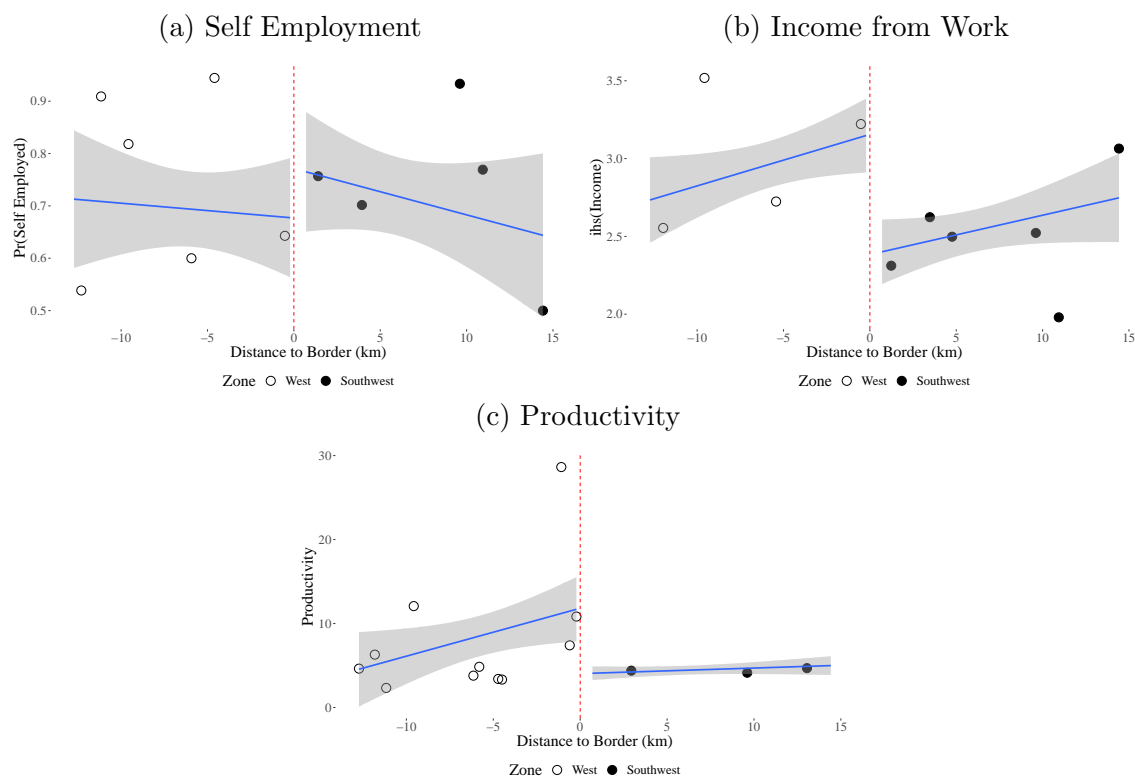 (a) Self Employment
Pr(Self Employed)
0.9
0.8
0.7
0.6
0.5
−10 −5 0 5 10 15
Distance to Border (km)
Zone West Southwest
(b) Income from Work
ihs(Income)
3.5
3.0
2.5
2.0
−10 −5 0 5 10 15
Distance to Border (km)
Zone West Southwest
(c) Productivity
Productivity
30
20
10
0
−10 −5 0 5 10 15
Distance to Border (km)
Zone West Southwest